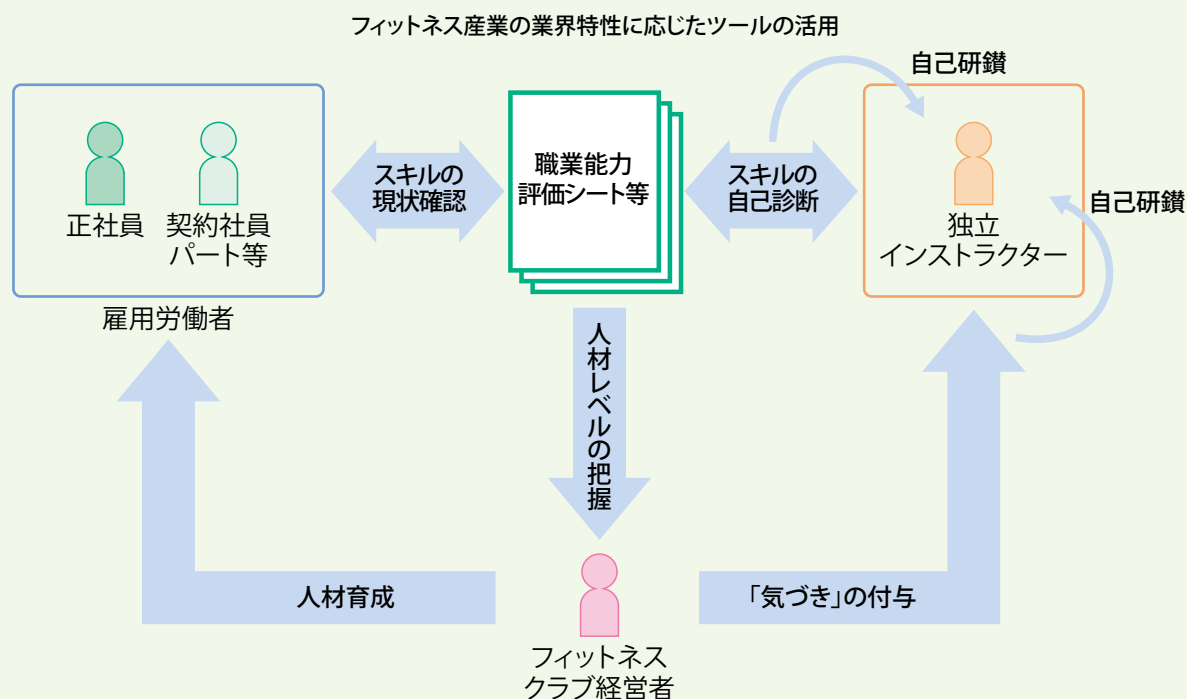 フィットネス産業の業界特性に応じたツールの活用
自己研鑚
正社員
契約社員
パート等
雇用労働者
スキルの
現状確認
職業能力
評価シート等
スキルの
自己診断
独立
インストラクター
自己研鑚
人材レベルの把握
人材育成
「気づき」の付与
フィットネス
クラブ経営者